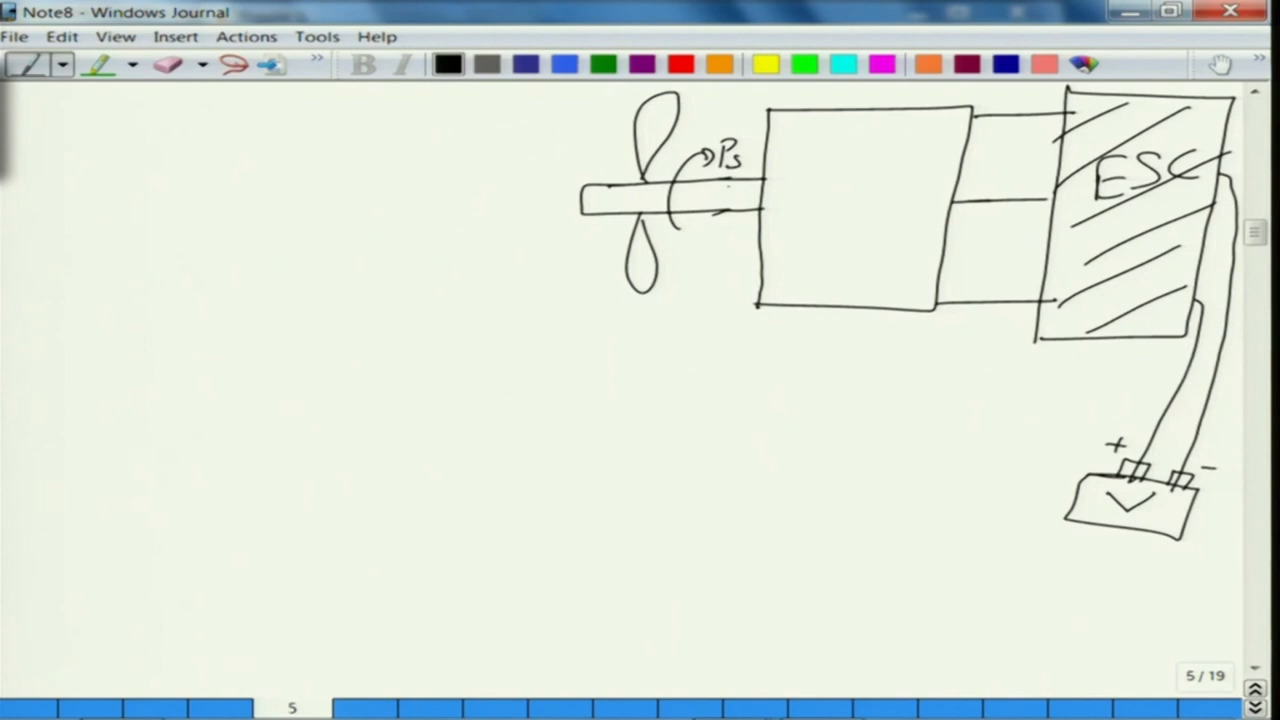 Note8 - Windows Journal
File Edit View Insert Actions Tools Help
B I
Ps
ESC
+ -
V
5 / 19
5